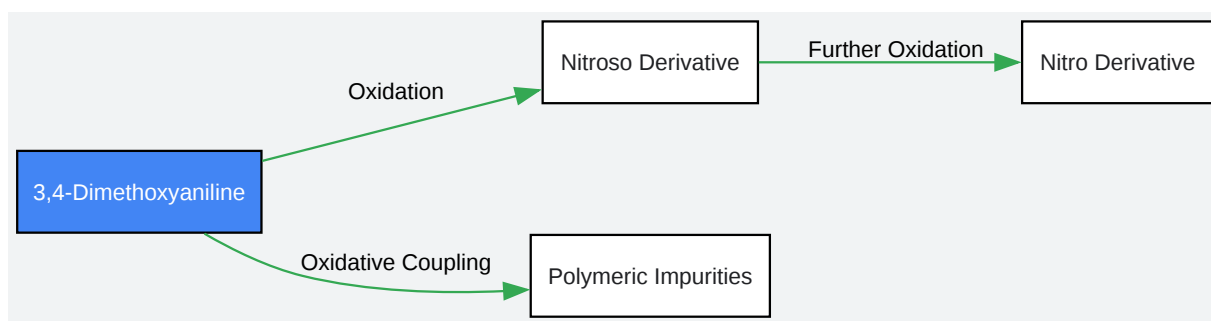 Nitroso Derivative
Further Oxidation
Nitro Derivative
Oxidation
3,4-Dimethoxyaniline
Oxidative Coupling
Polymeric Impurities